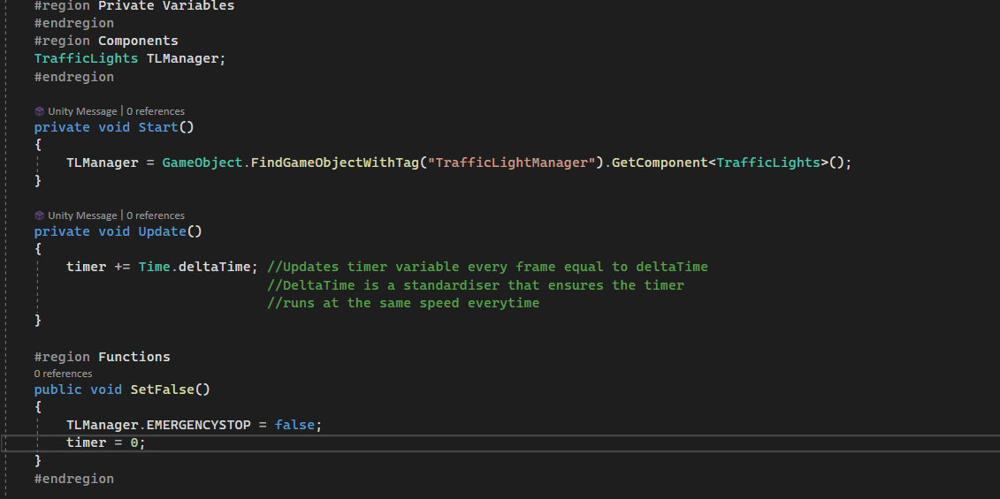 #region Private Variables
#endregion
#region Components
TrafficLights TLManager;
#endregion
Unity Message | 0 references
private void Start()
{
TLManager = GameObject.FindGameObjectWithTag("TrafficLightManager").GetComponent<TrafficLights>();
}
Unity Message | 0 references
private void Update()
{
timer += Time.deltaTime; //Updates timer variable every frame equal to deltaTime
//DeltaTime is a standardiser that ensures the timer
//runs at the same speed everytime
}
#region Functions
0 references
public void SetFalse()
{
TLManager.EMERGENCYSTOP = false;
timer = 0;
}
#endregion